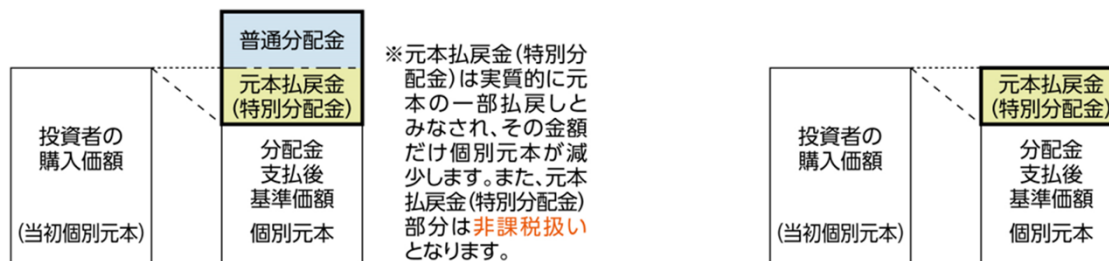 普通分配金
元本払戻金
(特別分配金)
投資者の
購入価額
(当初個別元本)
分配金
支払後
基準価額
個別元本
※元本払戻金(特別分
配金)は実質的に元
本の一部払戻しと
みなされ、その金額
だけ個別元本が減
少します。また、元本
払戻金(特別分配金)
部分は非課税扱い
となります。
元本払戻金
(特別分配金)
投資者の
購入価額
(当初個別元本)
分配金
支払後
基準価額
個別元本